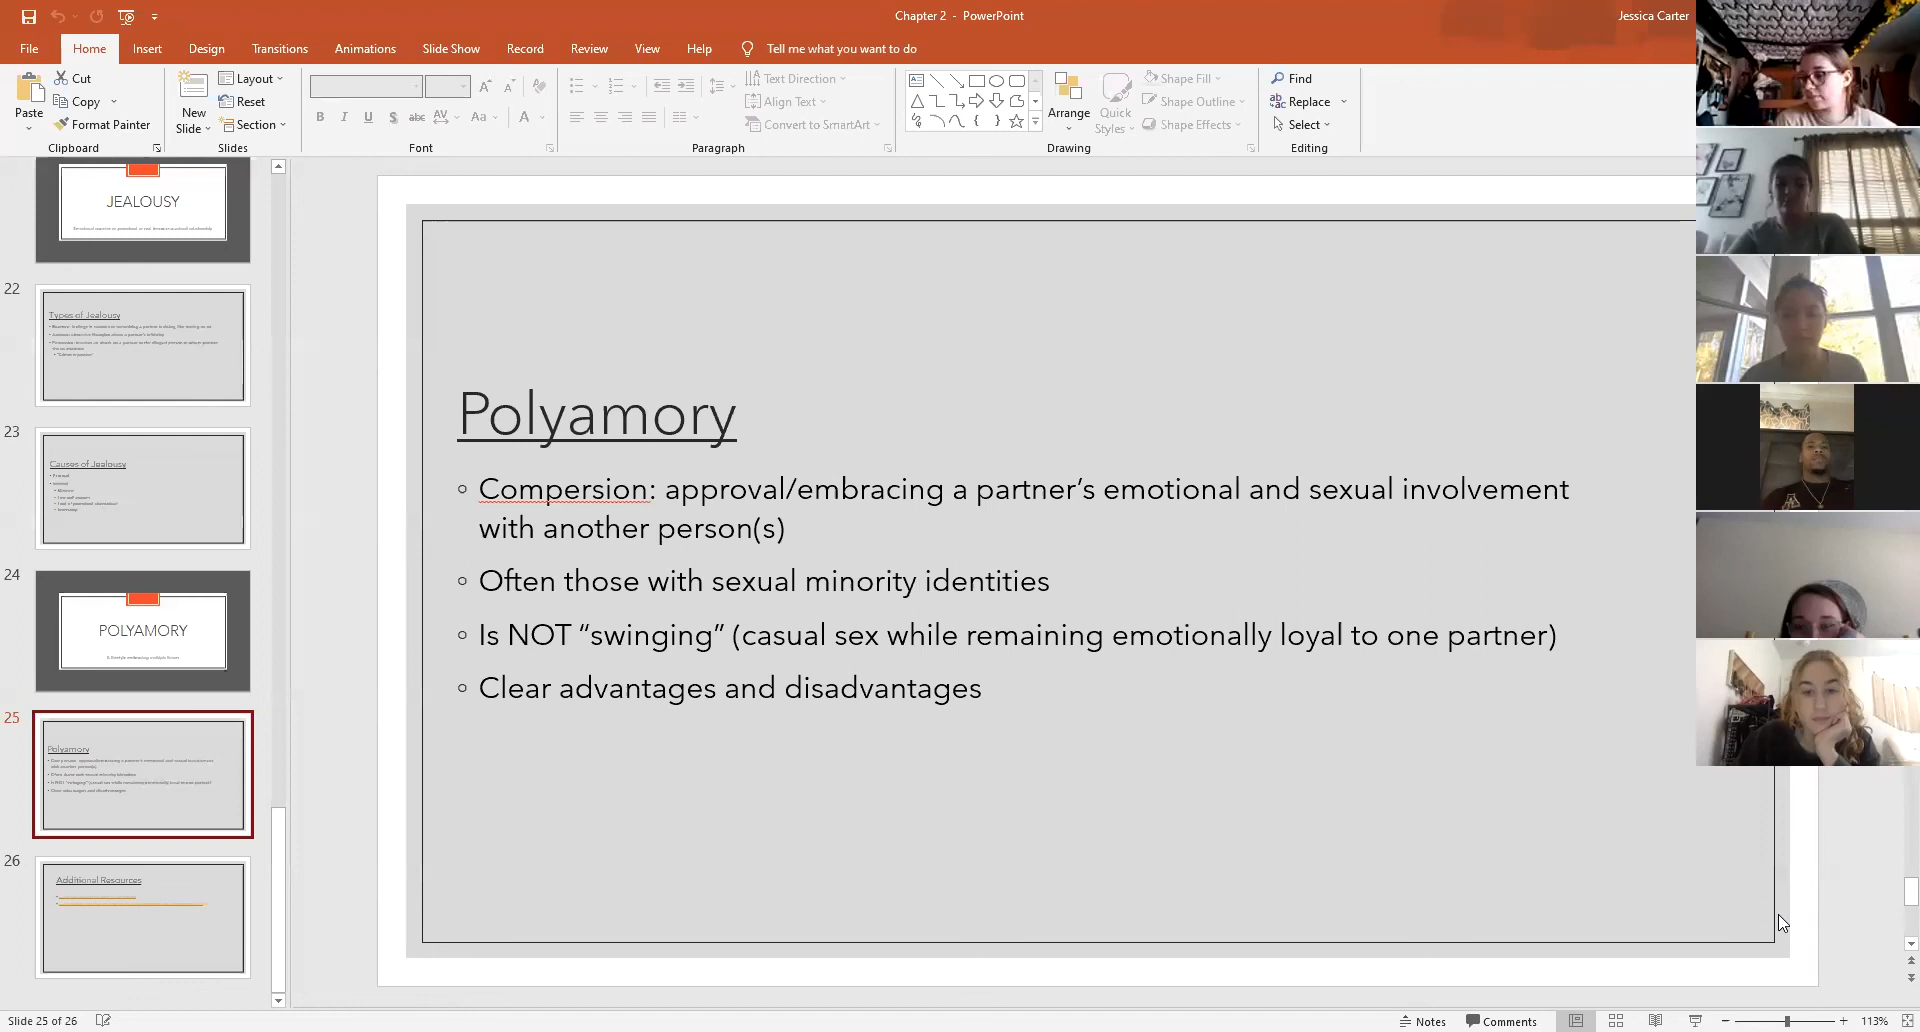 Chapter 2 - PowerPoint
Jessica Carter
File Home Insert Design Transitions Animations Slide Show Record Review View Help Tell me what you want to do
Paste
Cut
Copy
Format Painter
Clipboard
New
Slide
Layout
Reset
Section
Slides
B I U S abc AV Aa A
Font
Text Direction
Align Text
Convert to SmartArt
Paragraph
Arrange
Quick
Styles
Shape Fill
Shape Outline
Shape Effects
Drawing
Find
Replace
Select
Editing
JEALOUSY
22
Types of Jealousy
23
Causes of Jealousy
24
POLYAMORY
25
Polyamory
26
Additional Resources
Polyamory
Compersion: approval/embracing a partner’s emotional and sexual involvement
with another person(s)
Often those with sexual minority identities
Is NOT “swinging” (casual sex while remaining emotionally loyal to one partner)
Clear advantages and disadvantages
Slide 25 of 26
Notes
Comments
113%